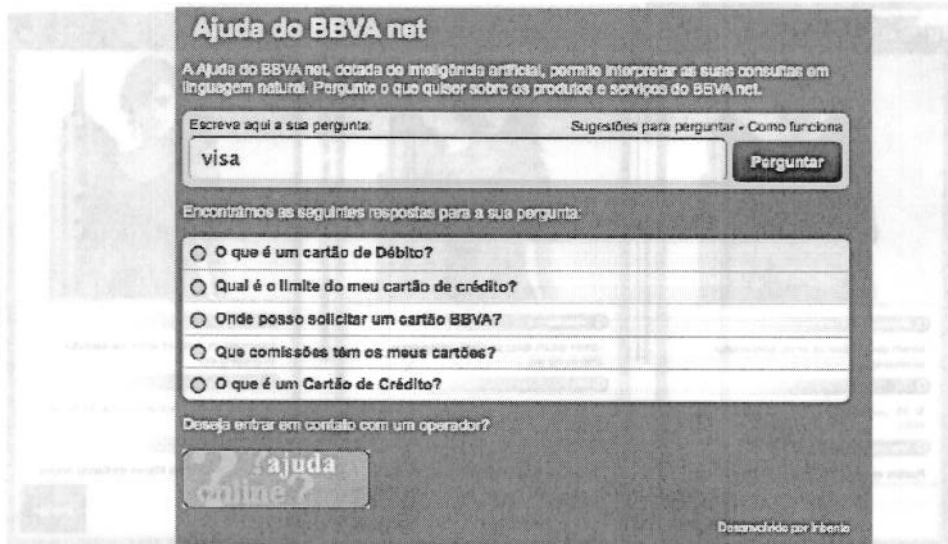 Ajuda do BBVA net
A Ajuda do BBVA net, dotada de inteligência artificial, permite interpretar as suas consultas em
linguagem natural. Pergunte o que quiser sobre os produtos e serviços do BBVA net.
Escreva aqui a sua pergunta:
Sugestões para perguntar - Como funciona
visa
Perguntar
Encontrámos as seguintes respostas para a sua pergunta:
O que é um cartão de Débito?
Qual é o limite do meu cartão de crédito?
Onde posso solicitar um cartão BBVA?
Que comissões têm os meus cartões?
O que é um Cartão de Crédito?
Deseja entrar em contato com um operador?
ajuda
online
Desenvolvido por Inbenta